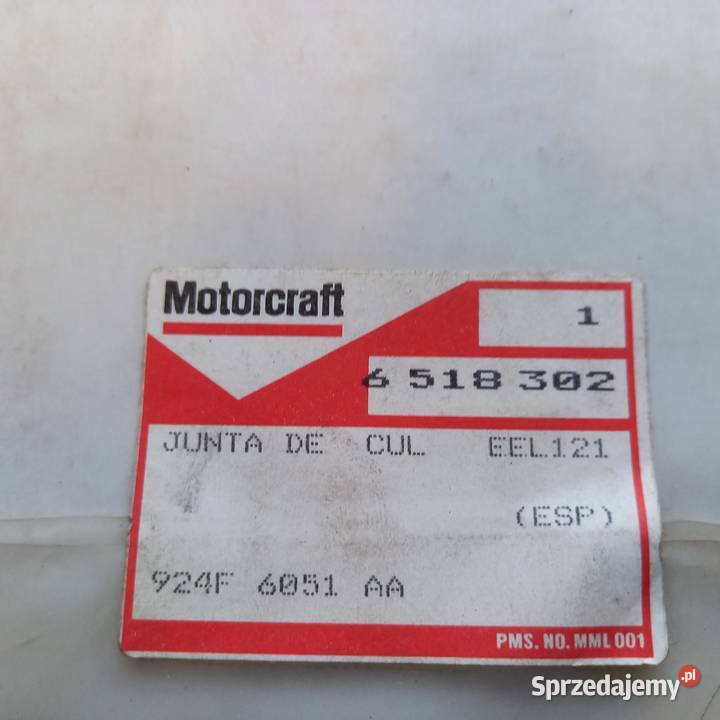 Motorcraft
1
6 518 302
JUNTA DE CUL EEL121
(ESP)
924F 6051 AA
PMS. NO. MML 001
Sprzedajemy.pl